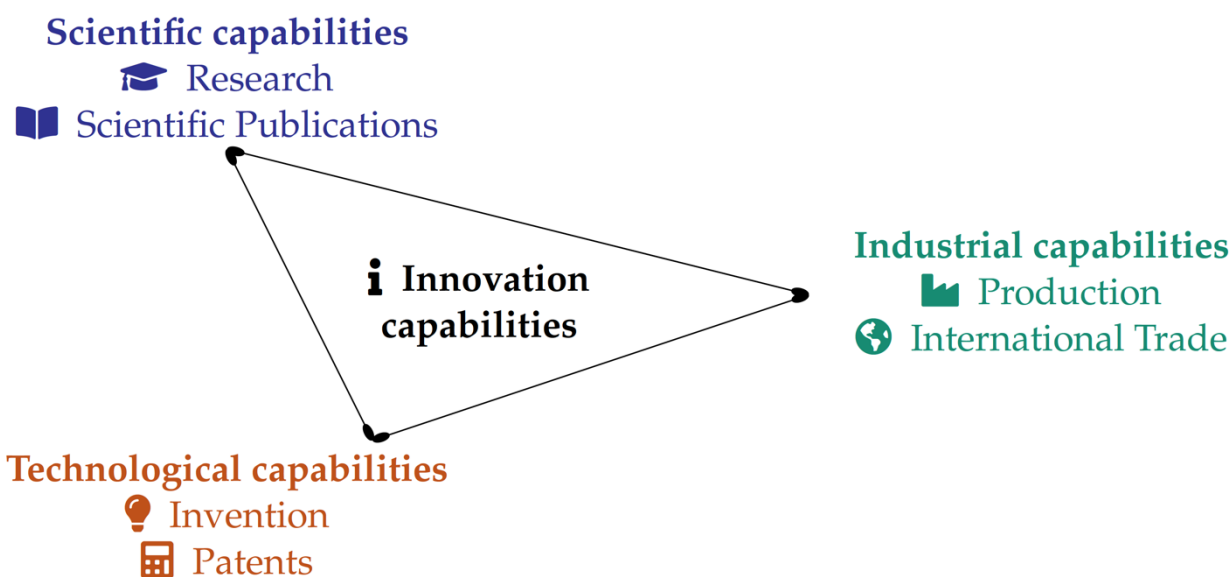 Scientific capabilities
Research
Scientific Publications
Innovation
capabilities
Industrial capabilities
Production
International Trade
Technological capabilities
Invention
Patents